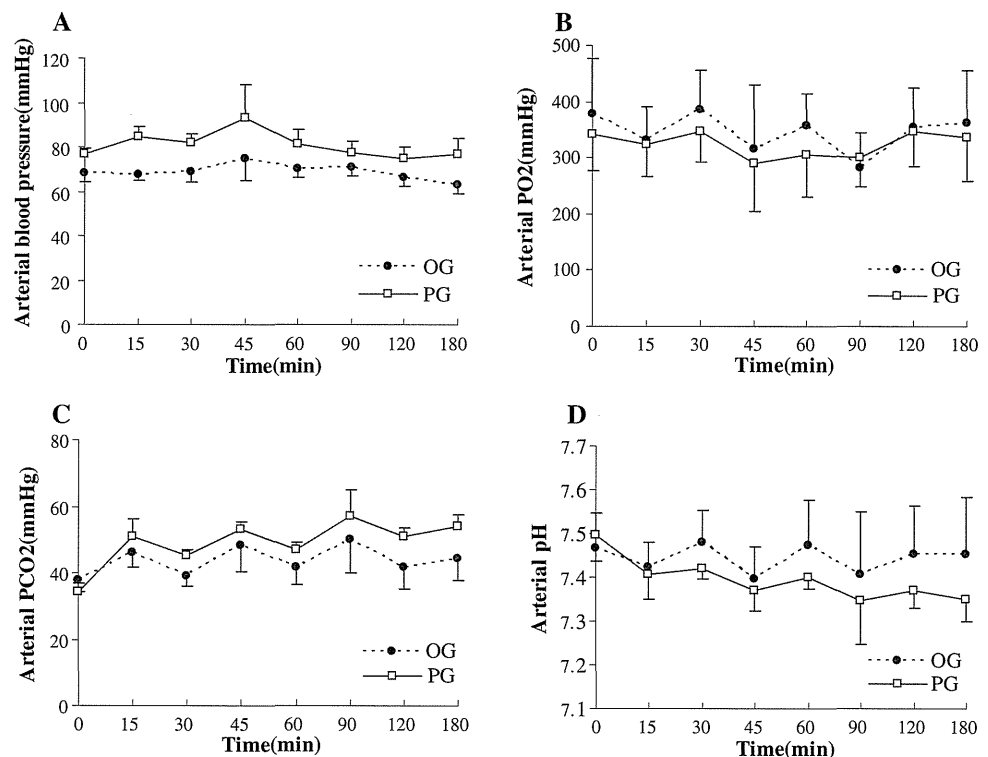 A
Arterial blood pressure(mmHg)
120
100
80
60
40
20
0
OG
PG
0 15 30 45 60 90 120 180
Time(min)
B
Arterial PO2(mmHg)
500
400
300
200
100
0
OG
PG
0 15 30 45 60 90 120 180
Time(min)
C
Arterial PCO2(mmHg)
80
60
40
20
0
OG
PG
0 15 30 45 60 90 120 180
Time(min)
D
Arterial pH
7.7
7.6
7.5
7.4
7.3
7.2
7.1
OG
PG
0 15 30 45 60 90 120 180
Time(min)